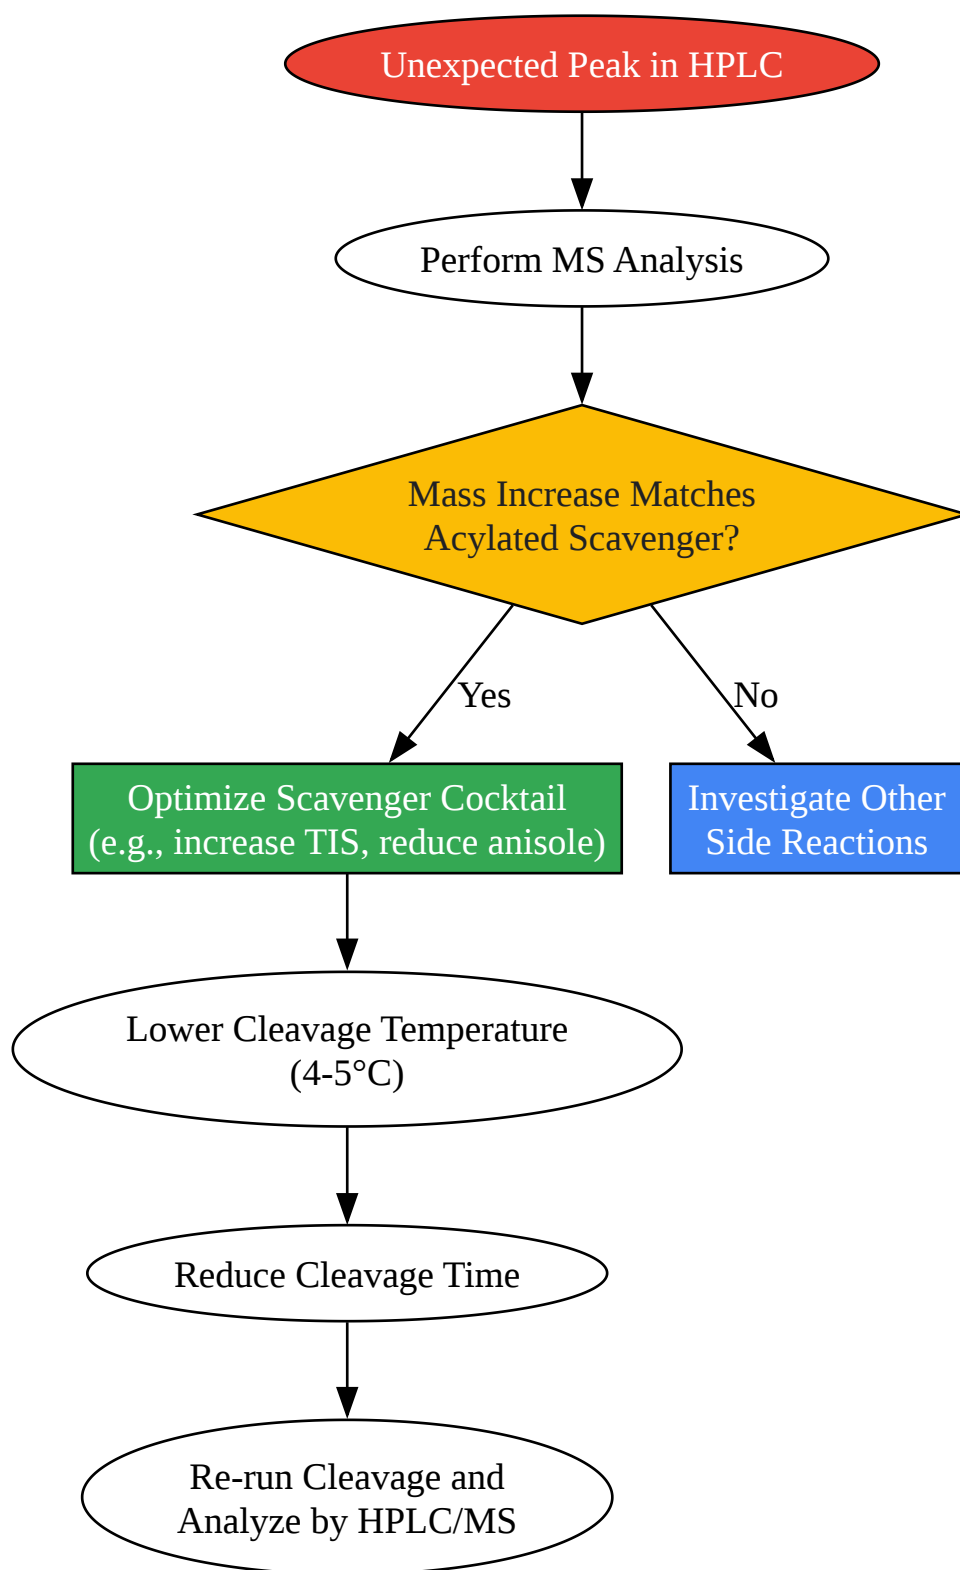 Unexpected Peak in HPLC
Perform MS Analysis
Mass Increase Matches
Acylated Scavenger?
Yes
No
Optimize Scavenger Cocktail
(e.g., increase TIS, reduce anisole)
Investigate Other
Side Reactions
Lower Cleavage Temperature
(4-5°C)
Reduce Cleavage Time
Re-run Cleavage and
Analyze by HPLC/MS